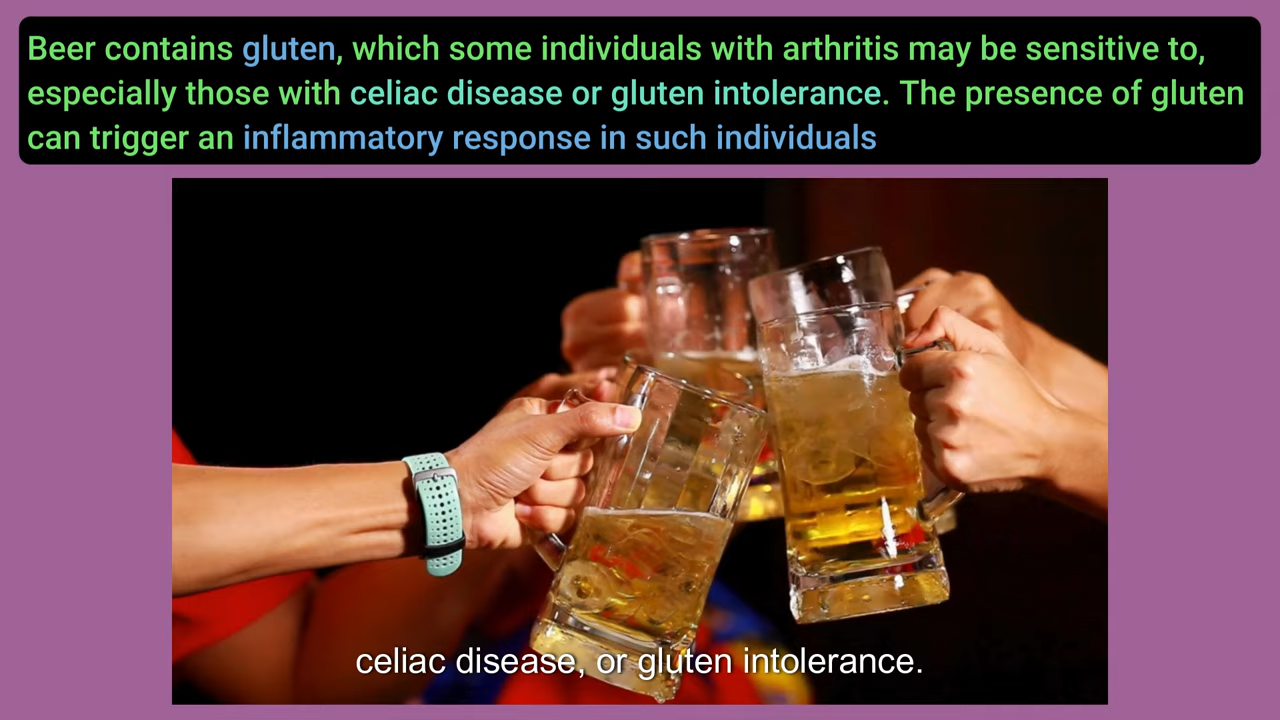 Beer contains gluten, which some individuals with arthritis may be sensitive to,
especially those with celiac disease or gluten intolerance. The presence of gluten
can trigger an inflammatory response in such individuals
celiac disease, or gluten intolerance.